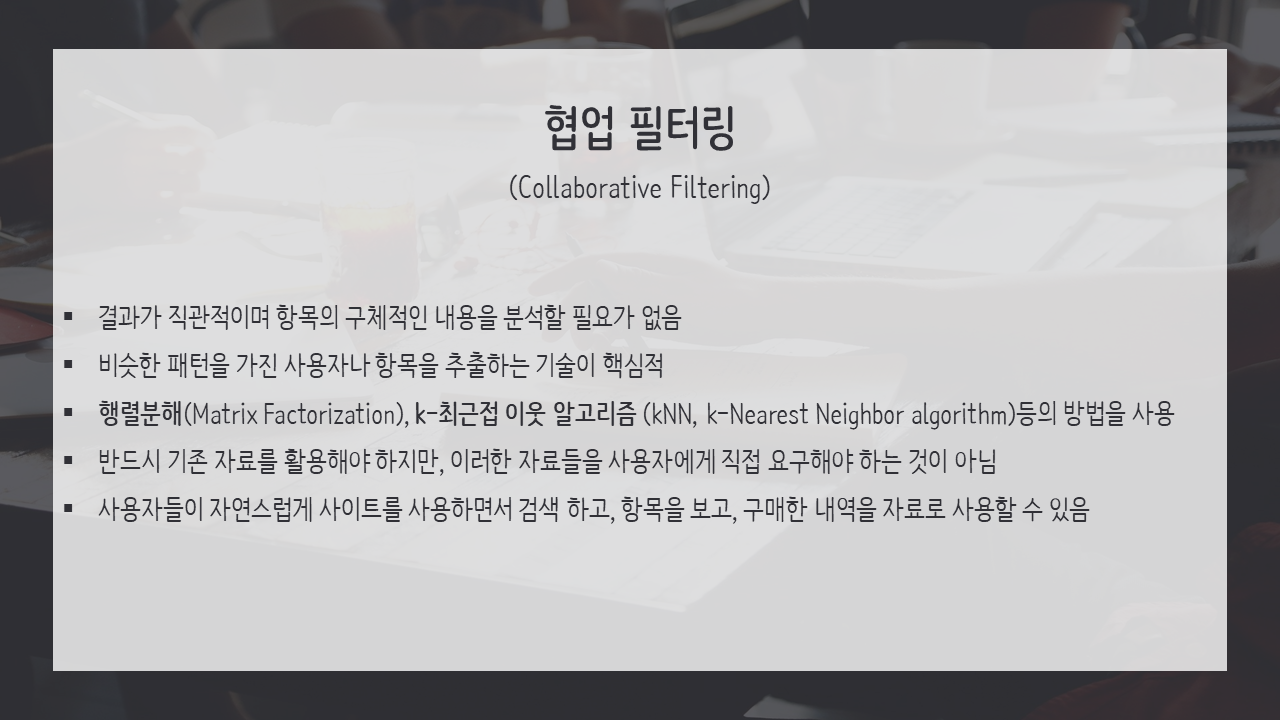 협업 필터링
(Collaborative Filtering)
▪ 결과가 직관적이며 항목의 구체적인 내용을 분석할 필요가 없음
▪ 비슷한 패턴을 가진 사용자나 항목을 추출하는 기술이 핵심적
▪ 행렬분해(Matrix Factorization), k-최근접 이웃 알고리즘 (kNN, k-Nearest Neighbor algorithm)등의 방법을 사용
▪ 반드시 기존 자료를 활용해야 하지만, 이러한 자료들을 사용자에게 직접 요구해야 하는 것이 아님
▪ 사용자들이 자연스럽게 사이트를 사용하면서 검색 하고, 항목을 보고, 구매한 내역을 자료로 사용할 수 있음